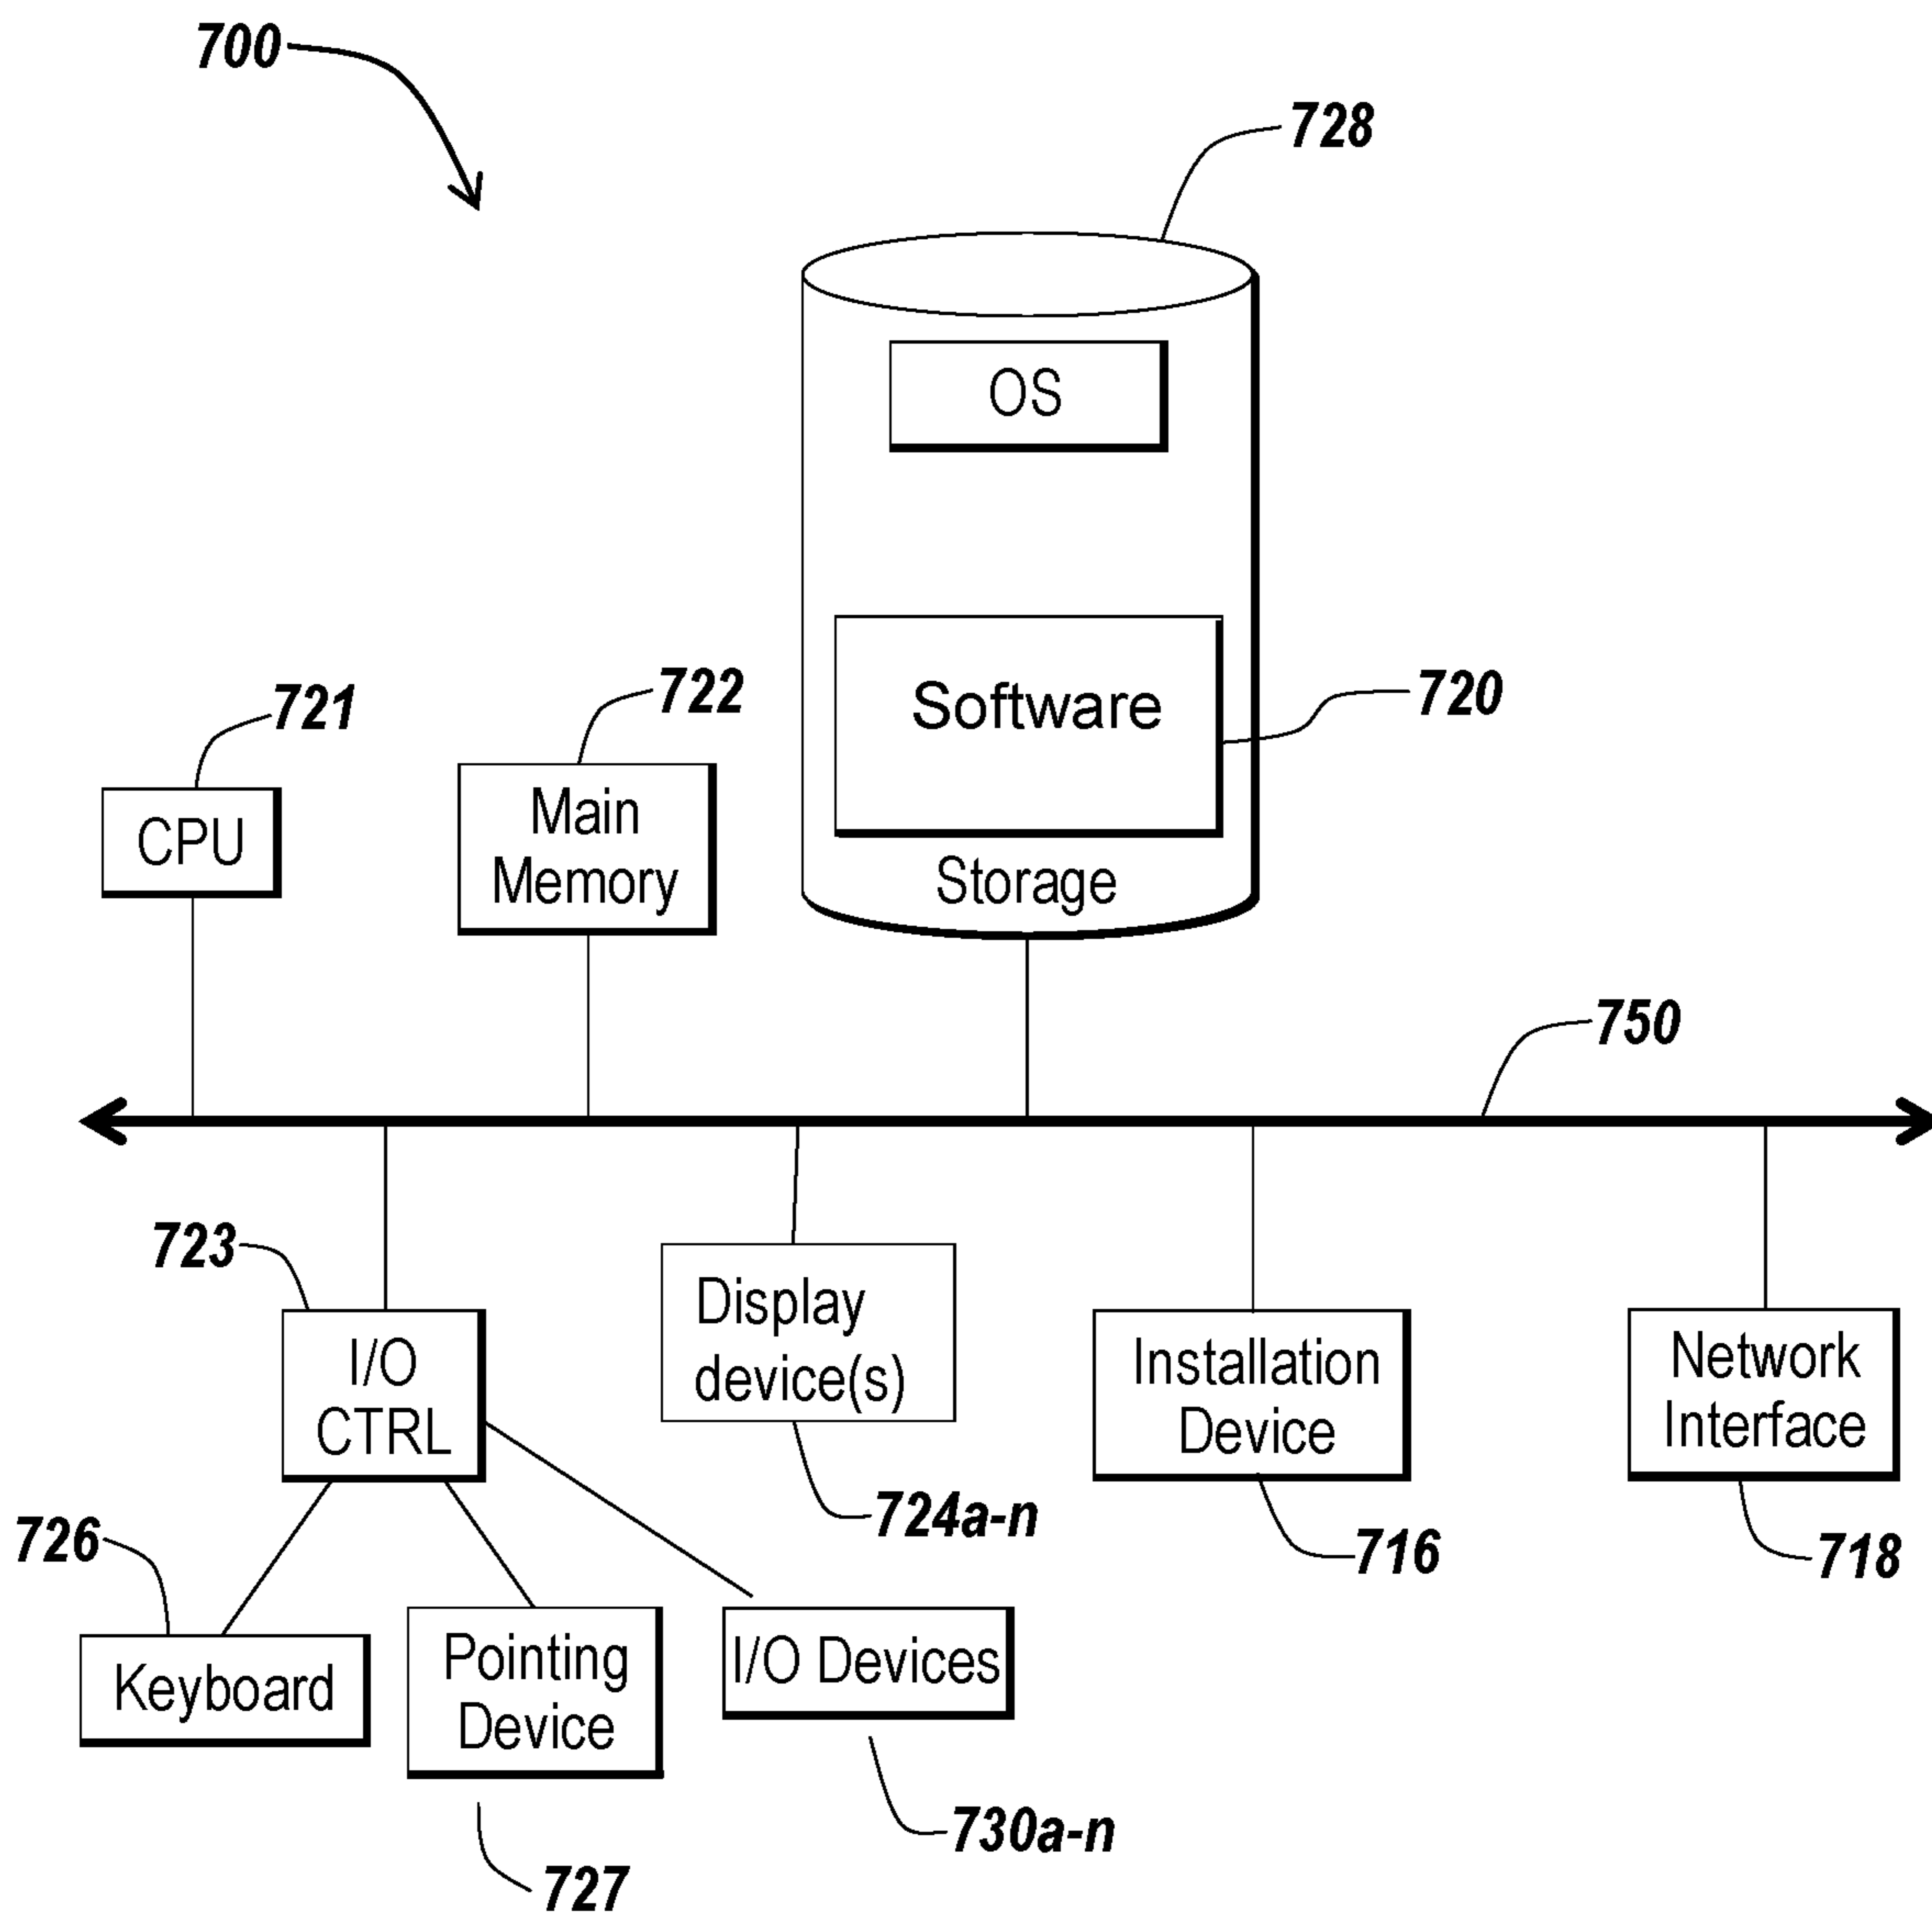 700
728
OS
721
722
720
Software
CPU
Main
Memory
Storage
750
723
I/O
CTRL
Display
device(s)
Installation
Device
Network
Interface
724a-n
726
716
718
Keyboard
Pointing
Device
I/O Devices
730a-n
727